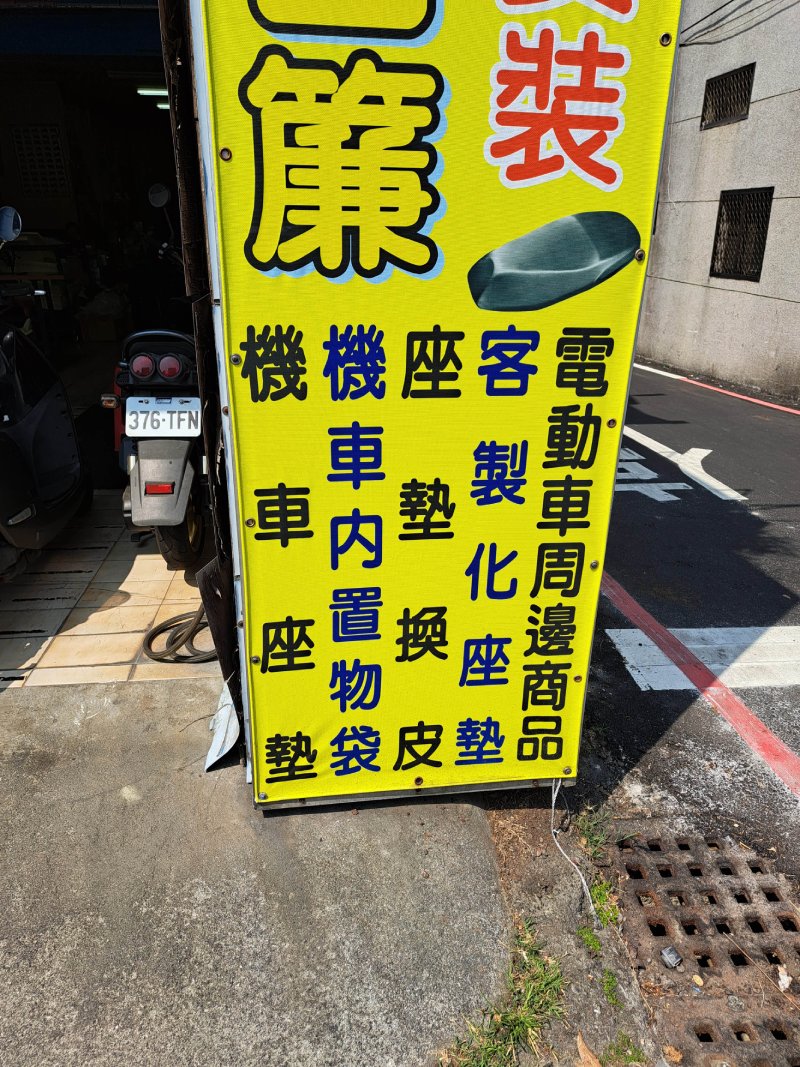 裝
簾
電動車周邊商品
客製化座墊
座墊換皮
機車內置物袋
機車座墊
376-TFN